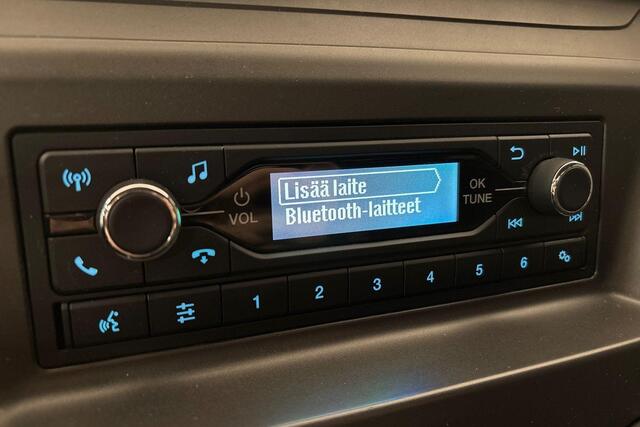 Lisää laite
Bluetooth-laitteet
VOL
OK
TUNE
1 2 3 4 5 6